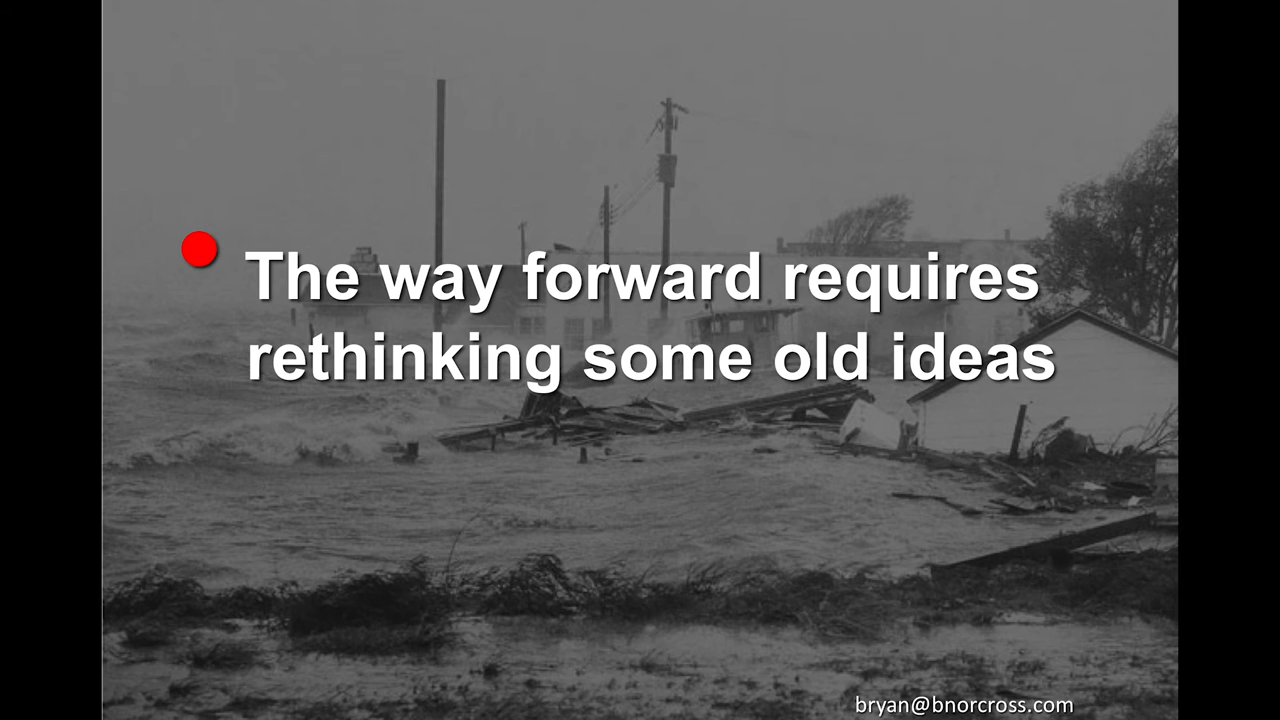 The way forward requires
rethinking some old ideas
bryan@bnorcross.com